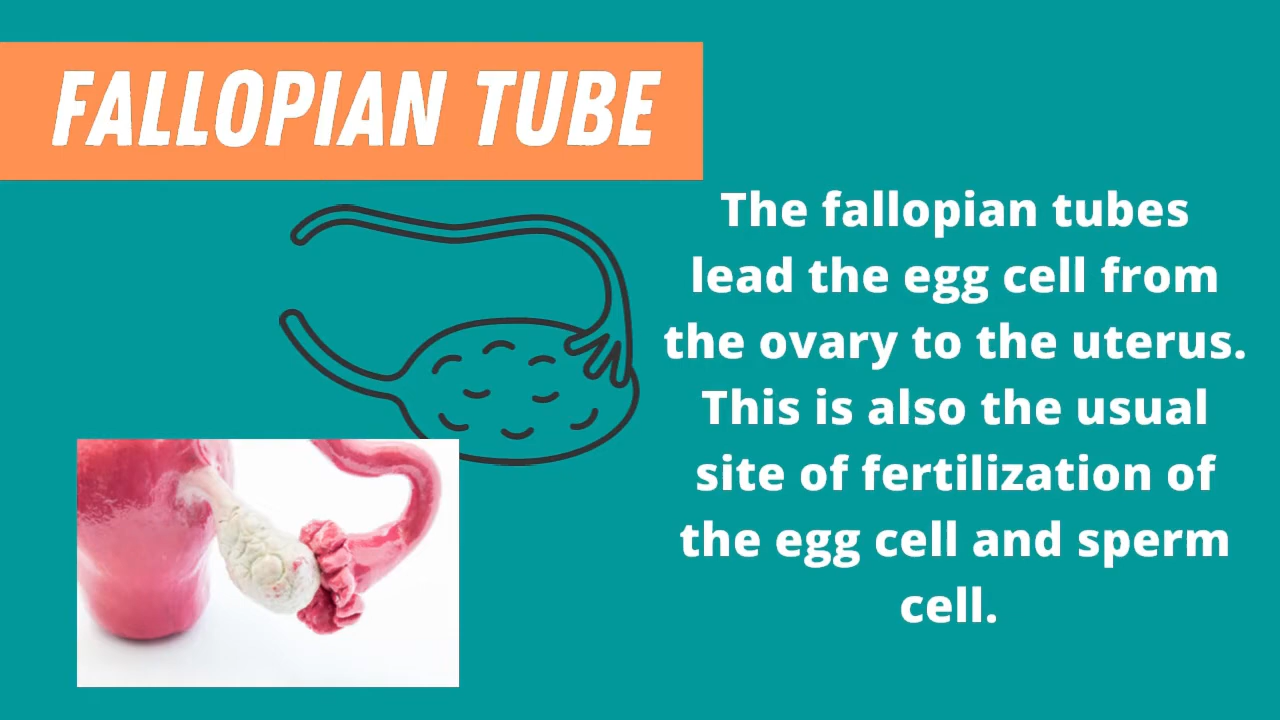 FALLOPIAN TUBE
The fallopian tubes
lead the egg cell from
the ovary to the uterus.
This is also the usual
site of fertilization of
the egg cell and sperm
cell.